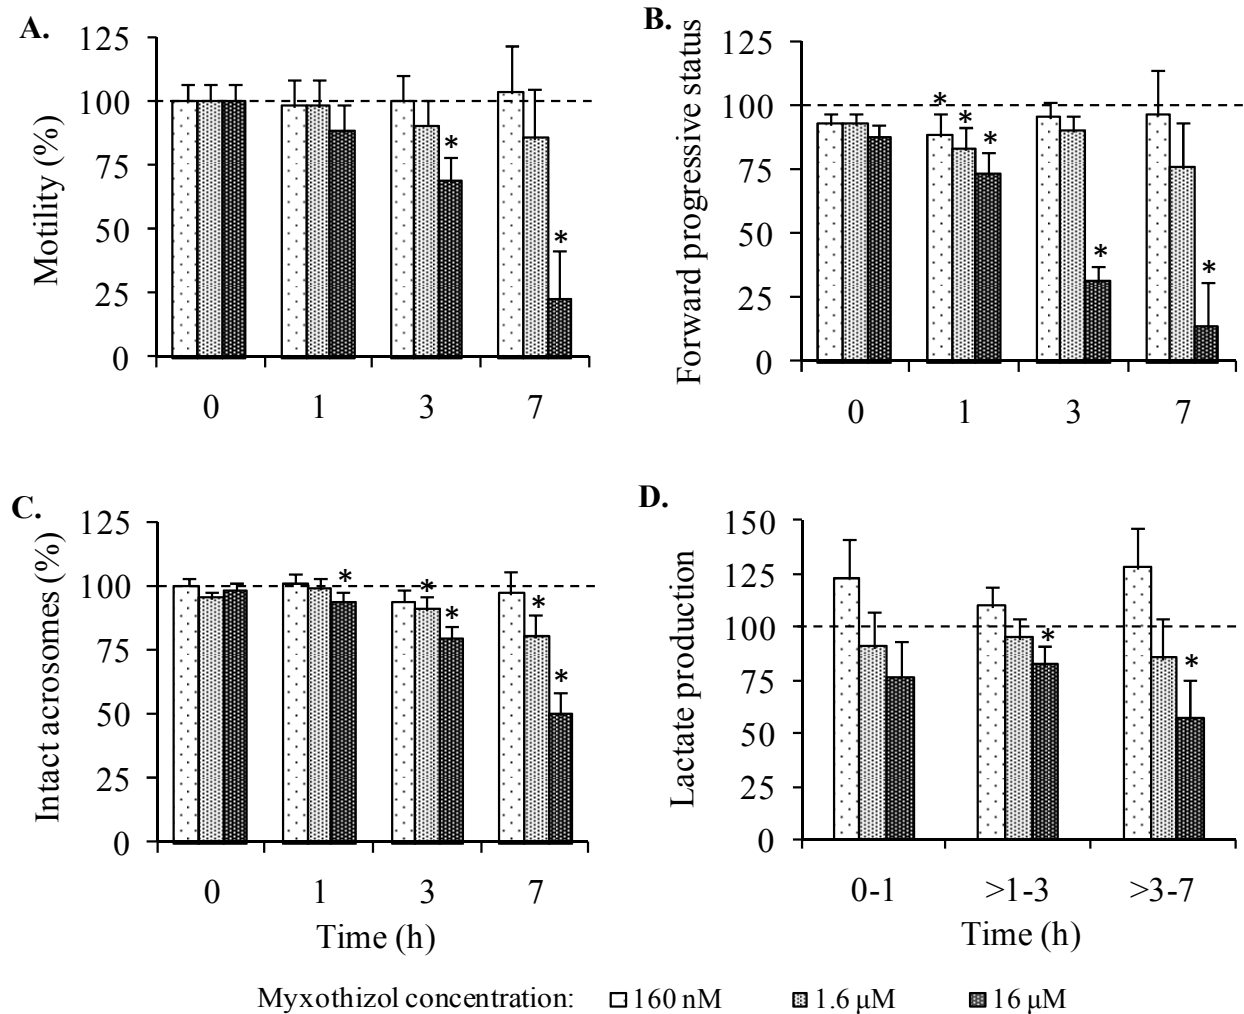 A.
125
100
75
50
25
0
Motility (%)
*
*
0 1 3 7
B.
125
100
75
50
25
0
Forward progressive status
* * *
*
*
0 1 3 7
C.
125
100
75
50
25
0
Intact acrosomes (%)
*
* *
* *
0 1 3 7
Time (h)
D.
150
125
100
75
50
25
0
Lactate production
*
*
0-1 >1-3 >3-7
Time (h)
Myxothizol concentration: 160 nM 1.6 μM 16 μM